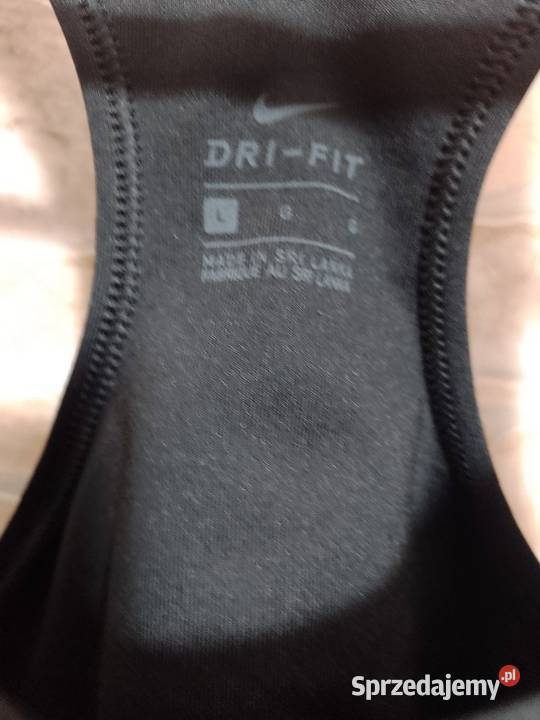 DRI-FIT
L G G
MADE IN SRI LANKA
FABRIQUE AU SRI LANKA
Sprzedajemy.pl